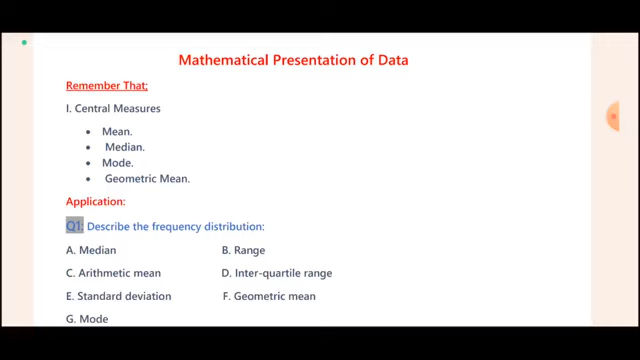 Mathematical Presentation of Data
Remember That;
I. Central Measures
• Mean.
• Median.
• Mode.
• Geometric Mean.
Application:
Q1: Describe the frequency distribution:
A. Median B. Range
C. Arithmetic mean D. Inter-quartile range
E. Standard deviation F. Geometric mean
G. Mode